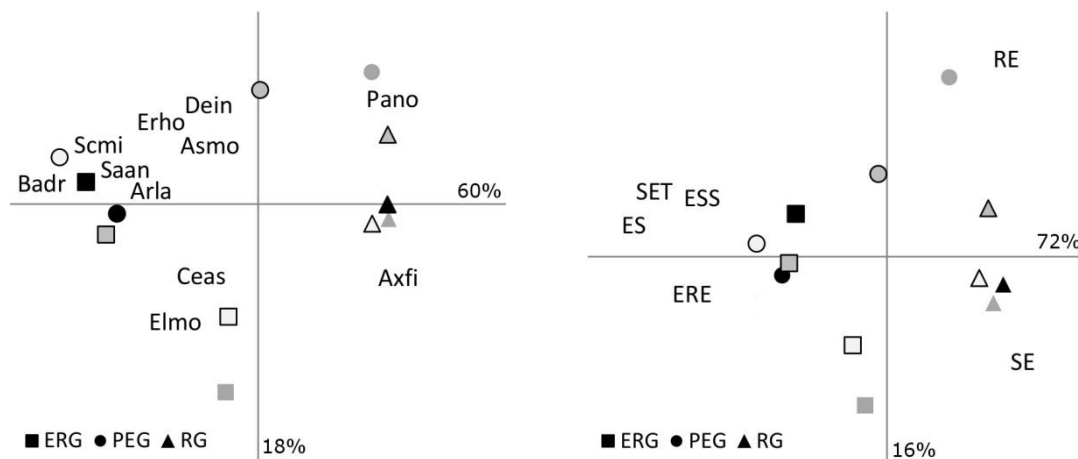 Dein
Pano
Erho
Scmi
Asmo
Saan
Badr
Arla
60%
Ceas
Axfi
Elmo
ERG PEG RG
18%
RE
SET
ESS
ES
72%
ERE
SE
ERG PEG RG
16%